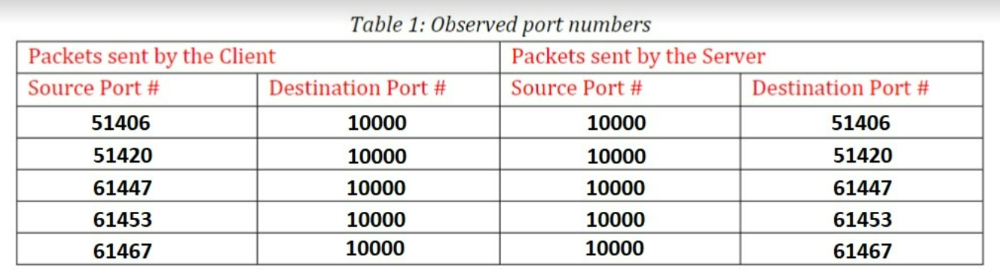 Table 1: Observed port numbers
Packets sent by the Client Packets sent by the Server
Source Port # Destination Port # Source Port # Destination Port #
51406 10000 10000 51406
51420 10000 10000 51420
61447 10000 10000 61447
61453 10000 10000 61453
61467 10000 10000 61467